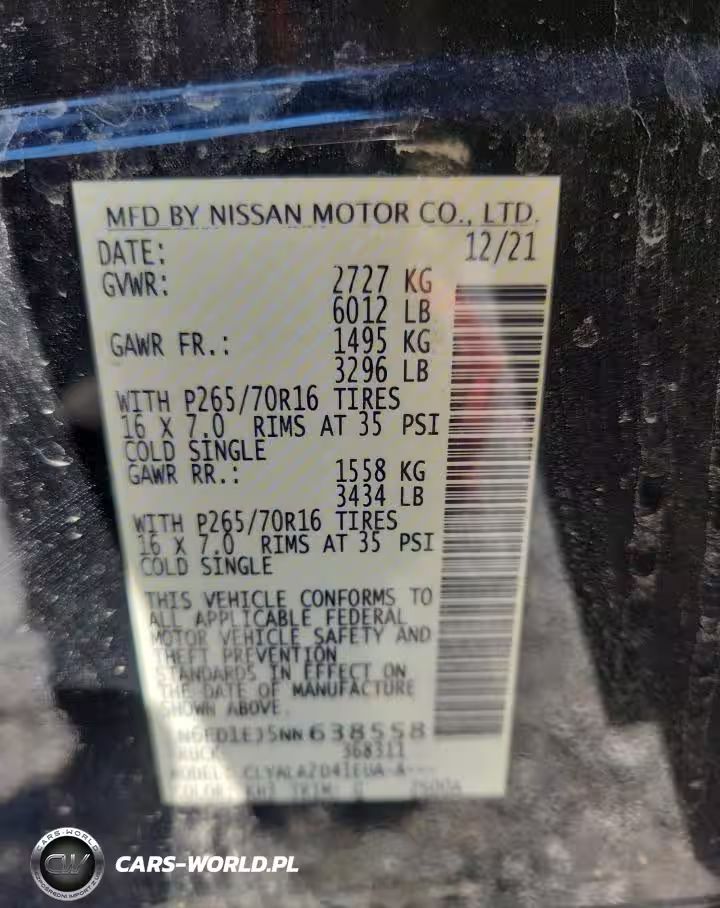 MFD BY NISSAN MOTOR CO., LTD.
DATE: 12/21
GVWR: 2727 KG
6012 LB
GAWR FR.: 1495 KG
3296 LB
WITH P265/70R16 TIRES
16 X 7.0 RIMS AT 35 PSI
COLD SINGLE
GAWR RR.: 1558 KG
3434 LB
WITH P265/70R16 TIRES
16 X 7.0 RIMS AT 35 PSI
COLD SINGLE
THIS VEHICLE CONFORMS TO
ALL APPLICABLE FEDERAL
MOTOR VEHICLE SAFETY AND
THEFT PREVENTION
STANDARDS IN EFFECT ON
THE DATE OF MANUFACTURE
SHOWN ABOVE.
638558
368311
CARS-WORLD
CW
CARS-WORLD.PL